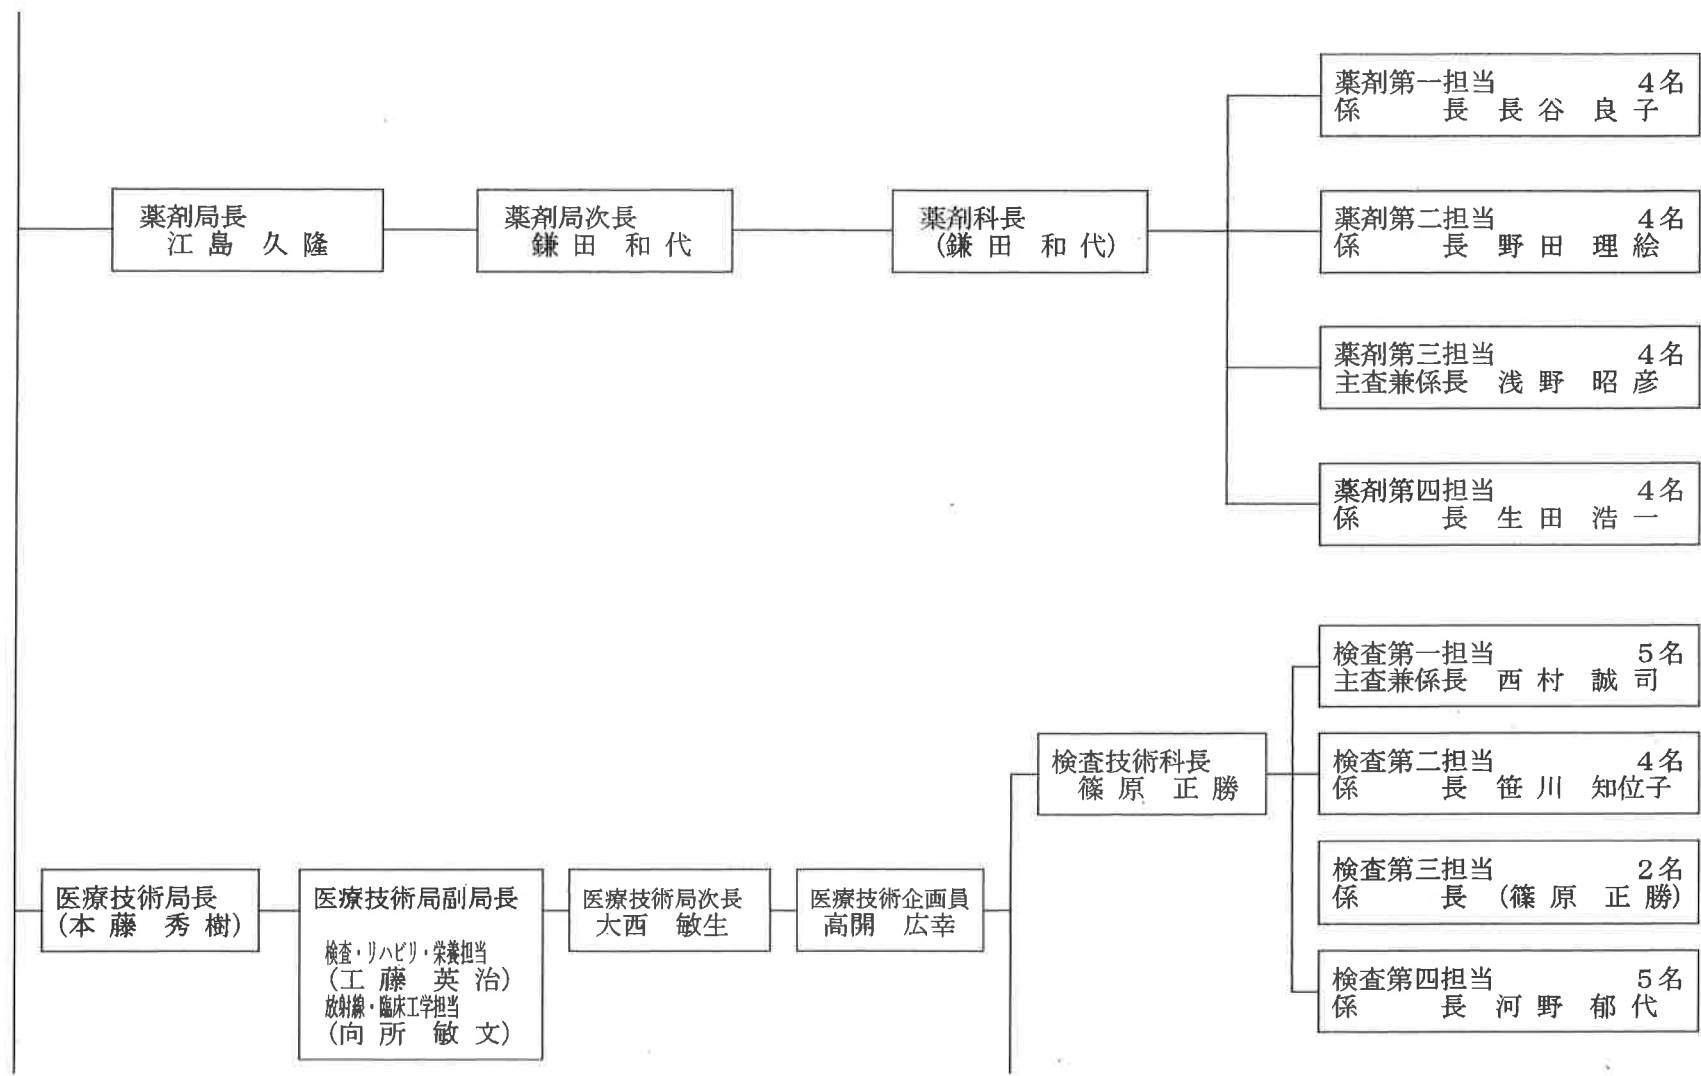 薬剤第一担当 4名
係 長 長谷 良子
薬剤局長
江島 久隆
薬剤局次長
鎌田 和代
薬剤科長
(鎌田 和代)
薬剤第二担当 4名
係 長 野田 理絵
薬剤第三担当 4名
主査兼係長 浅野 昭彦
薬剤第四担当 4名
係 長 生田 浩一
検査第一担当 5名
主査兼係長 西村 誠司
検査技術科長
篠原 正勝
検査第二担当 4名
係 長 笹川 知位子
検査第三担当 2名
係 長 (篠原 正勝)
検査第四担当 5名
係 長 河野 郁代
医療技術局長
(本藤 秀樹)
医療技術局副局長
検査・リハビリ・栄養担当
(工藤 英治)
放射線・臨床工学担当
(向所 敏文)
医療技術局次長
大西 敏生
医療技術企画員
高開 広幸